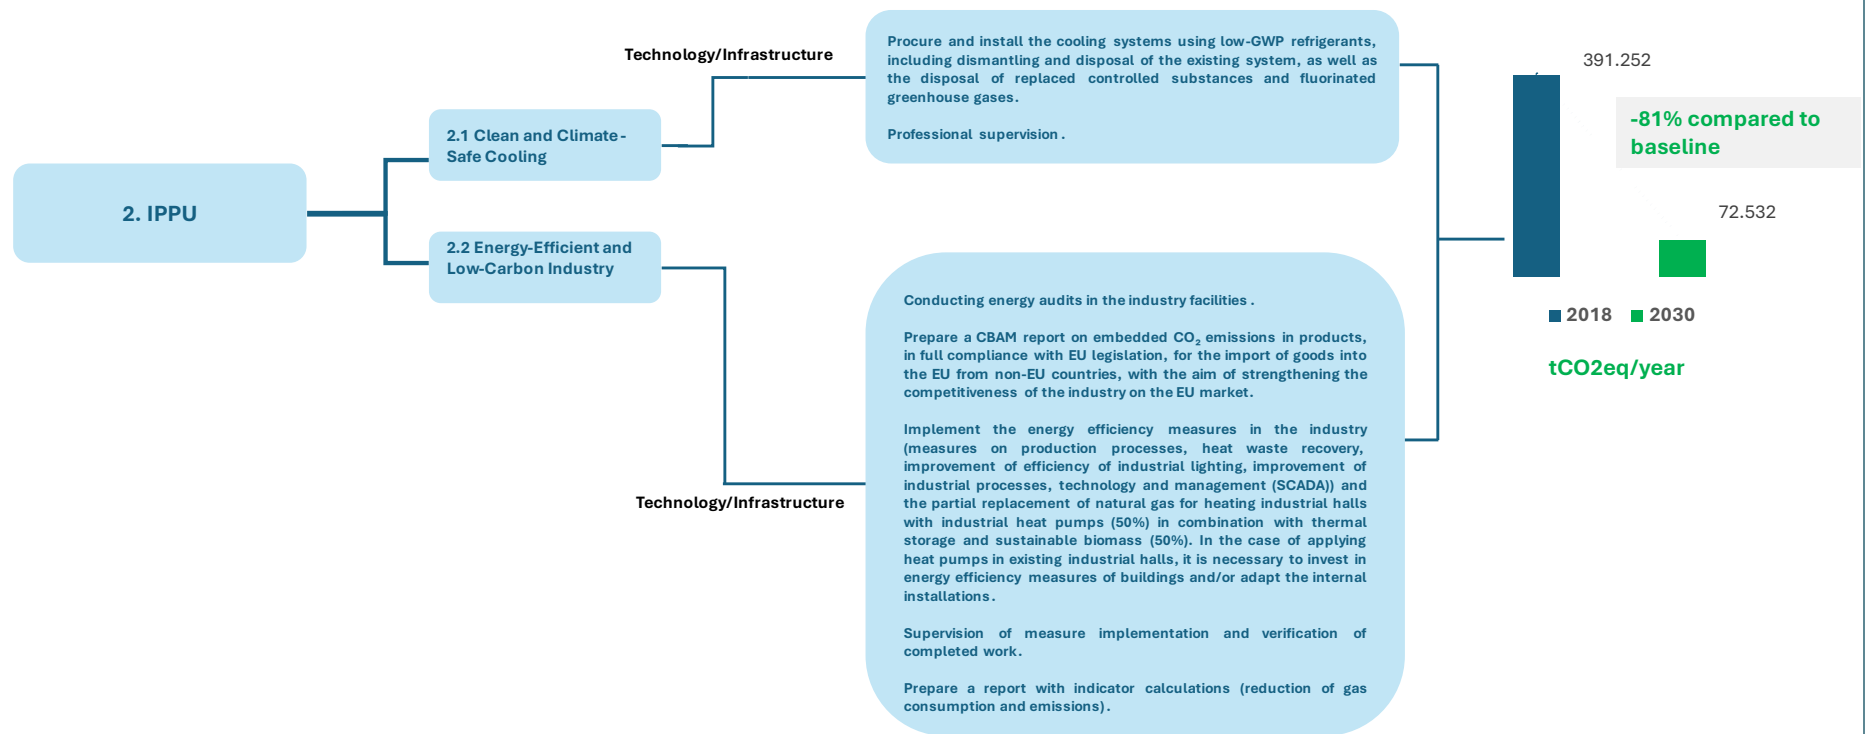 2. IPPU
2.1 Clean and Climate-
Safe Cooling
2.2 Energy-Efficient and
Low-Carbon Industry
Technology/Infrastructure
Procure and install the cooling systems using low-GWP refrigerants,
including dismantling and disposal of the existing system, as well as
the disposal of replaced controlled substances and fluorinated
greenhouse gases.
Professional supervision.
Technology/Infrastructure
Conducting energy audits in the industry facilities.
Prepare a CBAM report on embedded CO₂ emissions in products,
in full compliance with EU legislation, for the import of goods into
the EU from non-EU countries, with the aim of strengthening the
competitiveness of the industry on the EU market.
Implement the energy efficiency measures in the industry
(measures on production processes, heat waste recovery,
improvement of efficiency of industrial lighting, improvement of
industrial processes, technology and management (SCADA)) and
the partial replacement of natural gas for heating industrial halls
with industrial heat pumps (50%) in combination with thermal
storage and sustainable biomass (50%). In the case of applying
heat pumps in existing industrial halls, it is necessary to invest in
energy efficiency measures of buildings and/or adapt the internal
installations.
Supervision of measure implementation and verification of
completed work.
Prepare a report with indicator calculations (reduction of gas
consumption and emissions).
391.252
-81% compared to
baseline
72.532
2018 2030
tCO2eq/year